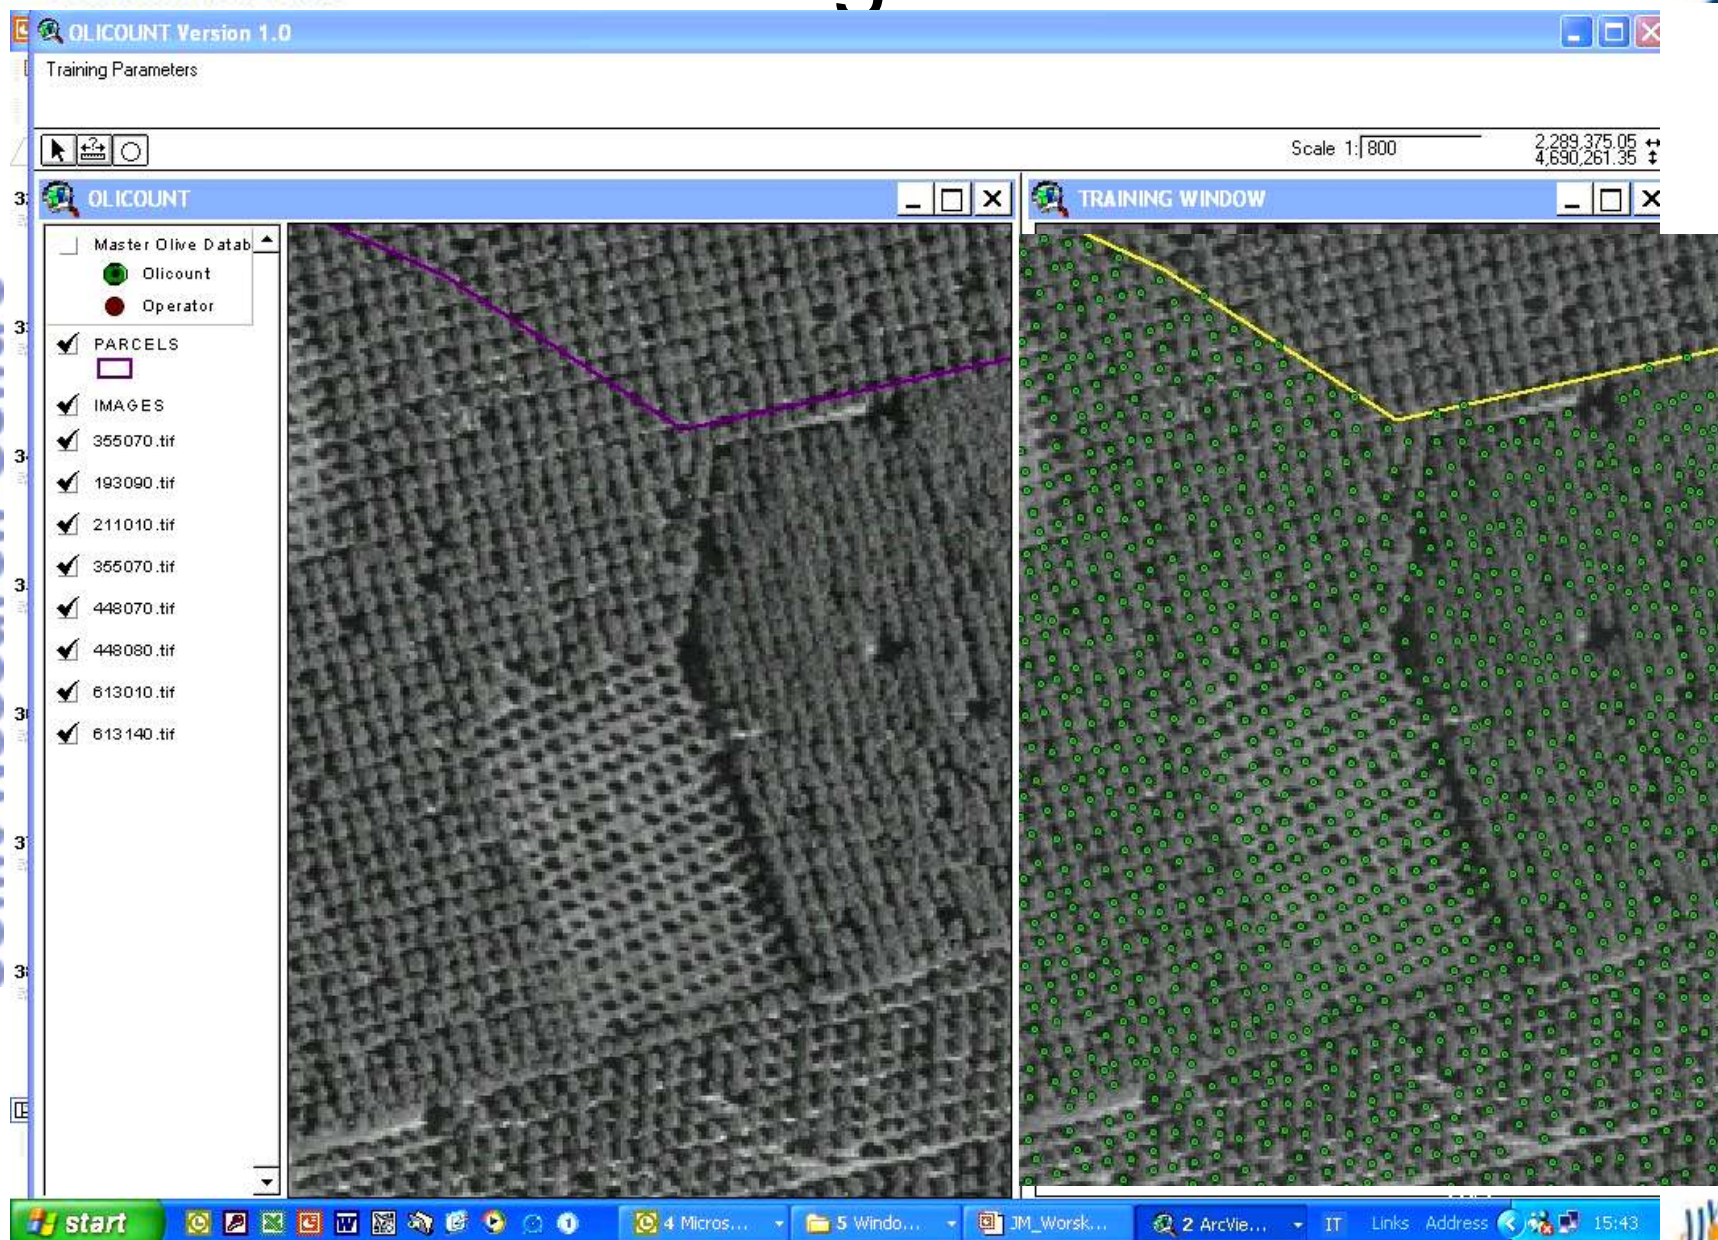 OLICOUNT Version 1.0
Training Parameters
Scale 1: 800
2,289,375.05
4,690,261.35
OLICOUNT
TRAINING WINDOW
Master Olive Datab
Olicount
Operator
PARCELS
IMAGES
355070.tif
193090.tif
211010.tif
355070.tif
448070.tif
448080.tif
613010.tif
613140.tif
start
4 Micros...
5 Windo...
JM_Worsk...
2 ArcVie...
IT
Links
Address
15:43